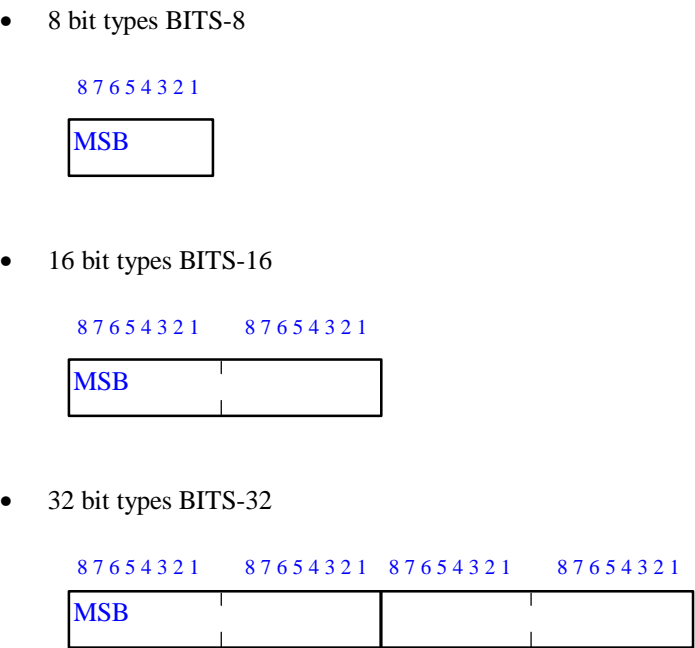 • 8 bit types BITS-8
8 7 6 5 4 3 2 1
MSB
• 16 bit types BITS-16
8 7 6 5 4 3 2 1 8 7 6 5 4 3 2 1
MSB
• 32 bit types BITS-32
8 7 6 5 4 3 2 1 8 7 6 5 4 3 2 1 8 7 6 5 4 3 2 1 8 7 6 5 4 3 2 1
MSB